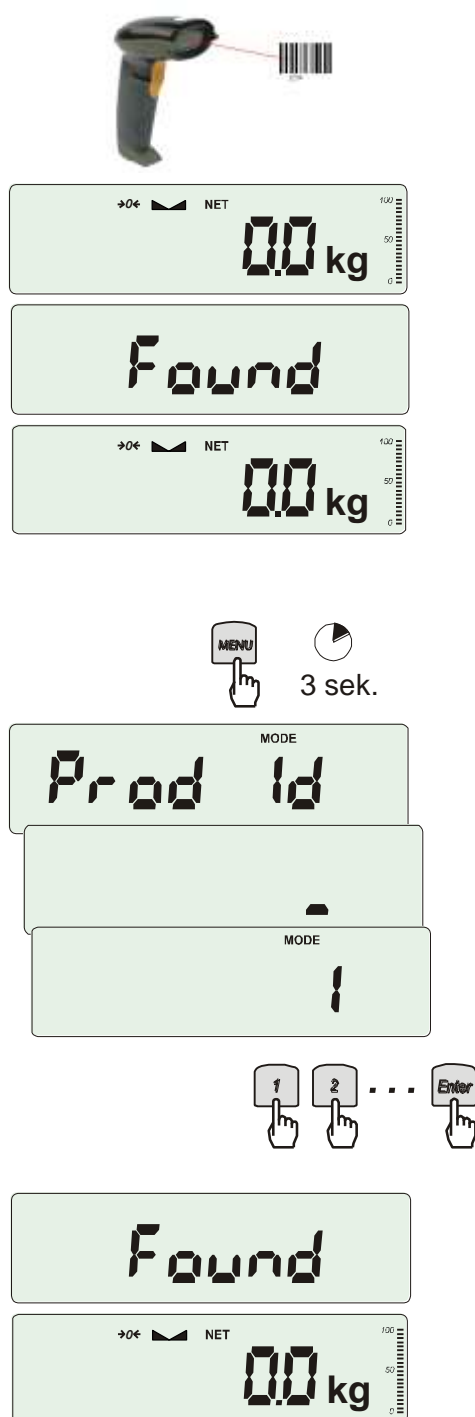 →0← NET 100
50
0.0 kg
0
Found
→0← NET 100
50
0.0 kg
0
MENU
3 sek.
MODE
Prod Id
-
MODE
1
1 2 ... Enter
Found
→0← NET 100
50
0.0 kg
0